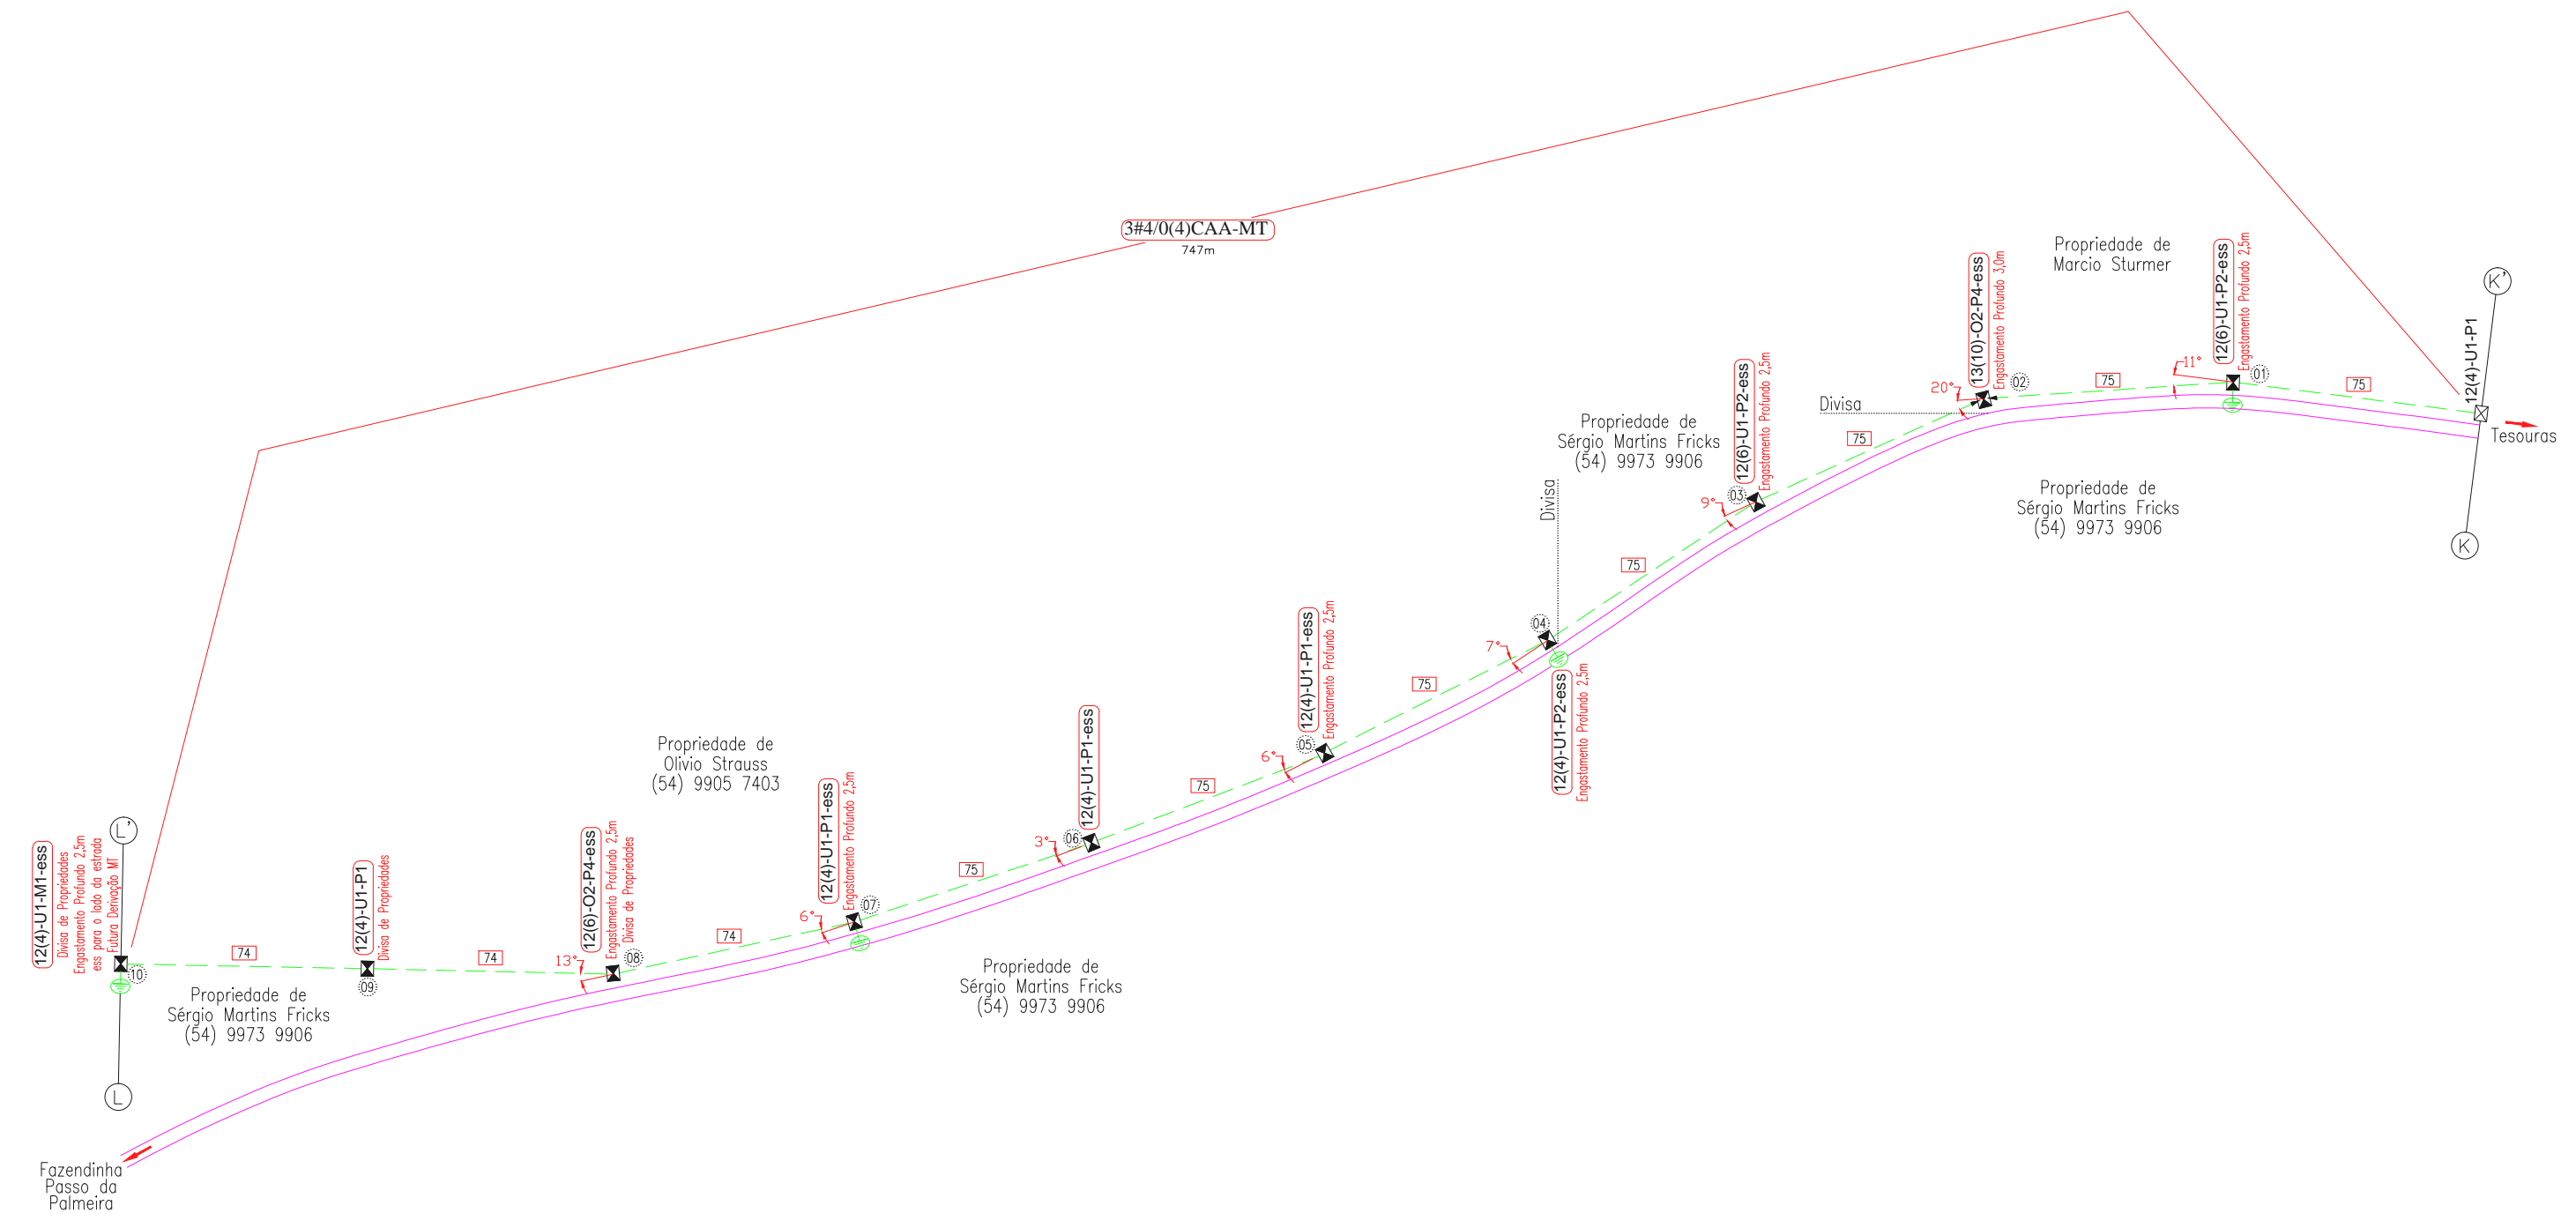 3#4/0(4)CAA-MT
747m
Propriedade de
Marcio Sturmer
12(6)-U1-P2-ess
Engastamento Profundo 2,5m
01
11°
75
K'
12(4)-U1-P1
Tesouras
K
13(10)-O2-P4-ess
Engastamento Profundo 3,0m
02
20°
75
Divisa
75
Propriedade de
Sérgio Martins Fricks
(54) 9973 9906
12(6)-U1-P2-ess
Engastamento Profundo 2,5m
03
9°
75
Propriedade de
Sérgio Martins Fricks
(54) 9973 9906
Divisa
04
7°
12(4)-U1-P2-ess
Engastamento Profundo 2,5m
75
12(4)-U1-P1-ess
Engastamento Profundo 2,5m
05
6°
75
12(4)-U1-P1-ess
06
3°
75
Propriedade de
Olivio Strauss
(54) 9905 7403
12(4)-U1-P1-ess
Engastamento Profundo 2,5m
07
6°
74
12(6)-O2-P4-ess
Engastamento Profundo 2,5m
Divisa de Propriedades
08
13°
74
12(4)-U1-P1
Divisa de Propriedades
09
74
L'
12(4)-U1-M1-ess
Divisa de Propriedades
Engastamento Profundo 2,5m
ess para o lado da estrada
Futura Derivação MT
10
Propriedade de
Sérgio Martins Fricks
(54) 9973 9906
L
Propriedade de
Sérgio Martins Fricks
(54) 9973 9906
Fazendinha
Passo da
Palmeira